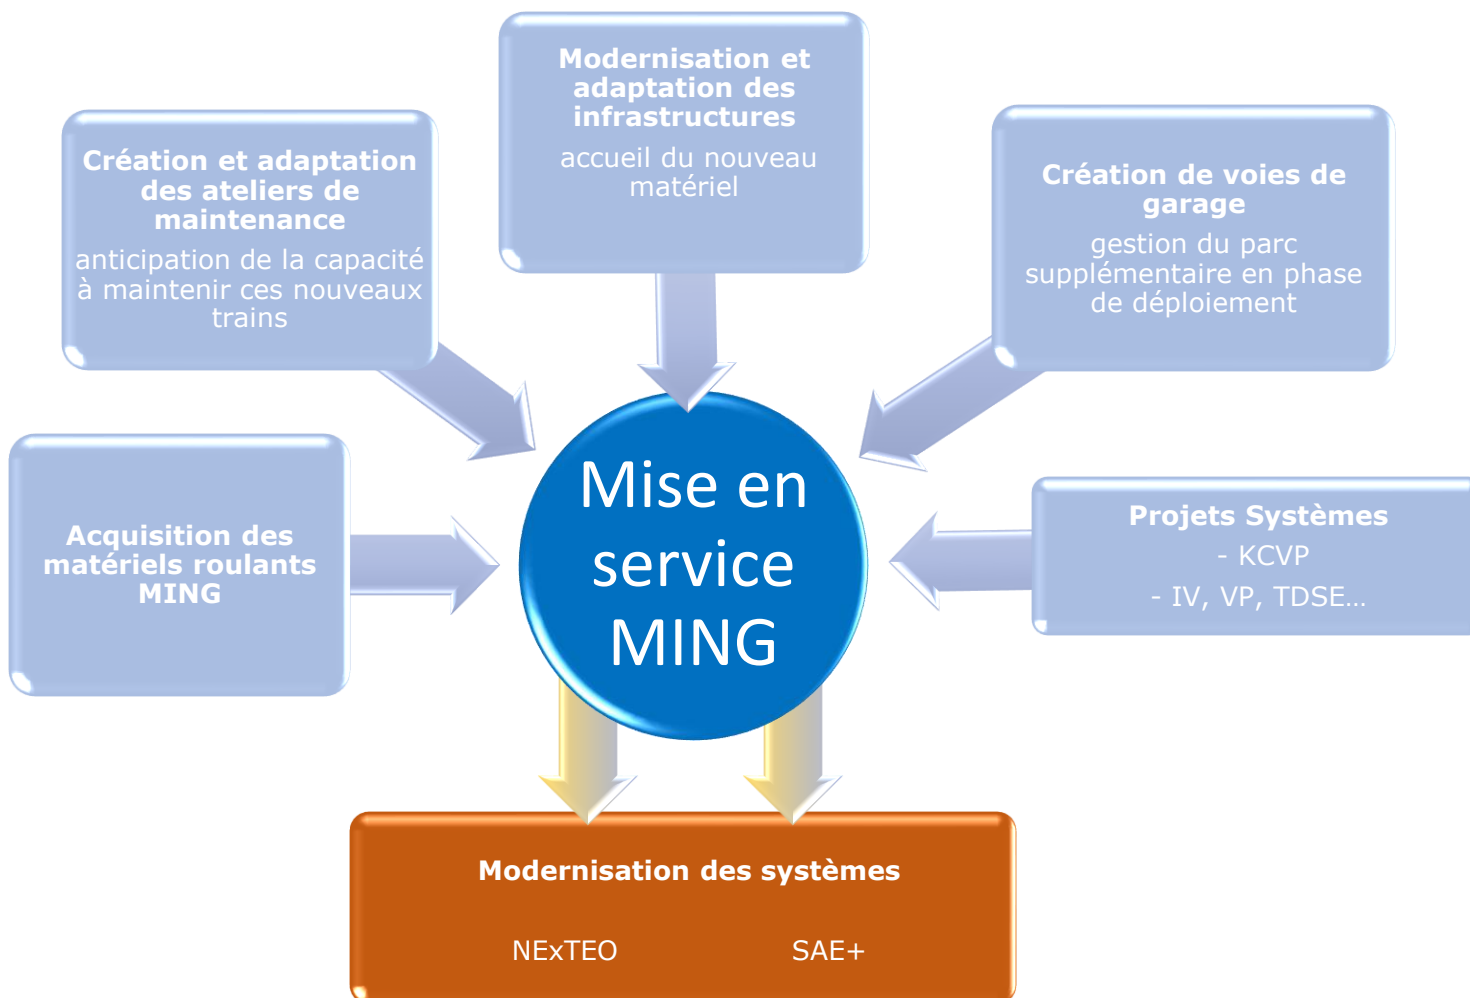 Modernisation et
adaptation des
infrastructures
accueil du nouveau
matériel
Création et adaptation
des ateliers de
maintenance
anticipation de la capacité
à maintenir ces nouveaux
trains
Création de voies de
garage
gestion du parc
supplémentaire en phase
de déploiement
Acquisition des
matériels roulants
MING
Mise en
service
MING
Projets Systèmes
- KCVP
- IV, VP, TDSE…
Modernisation des systèmes
NExTEO SAE+